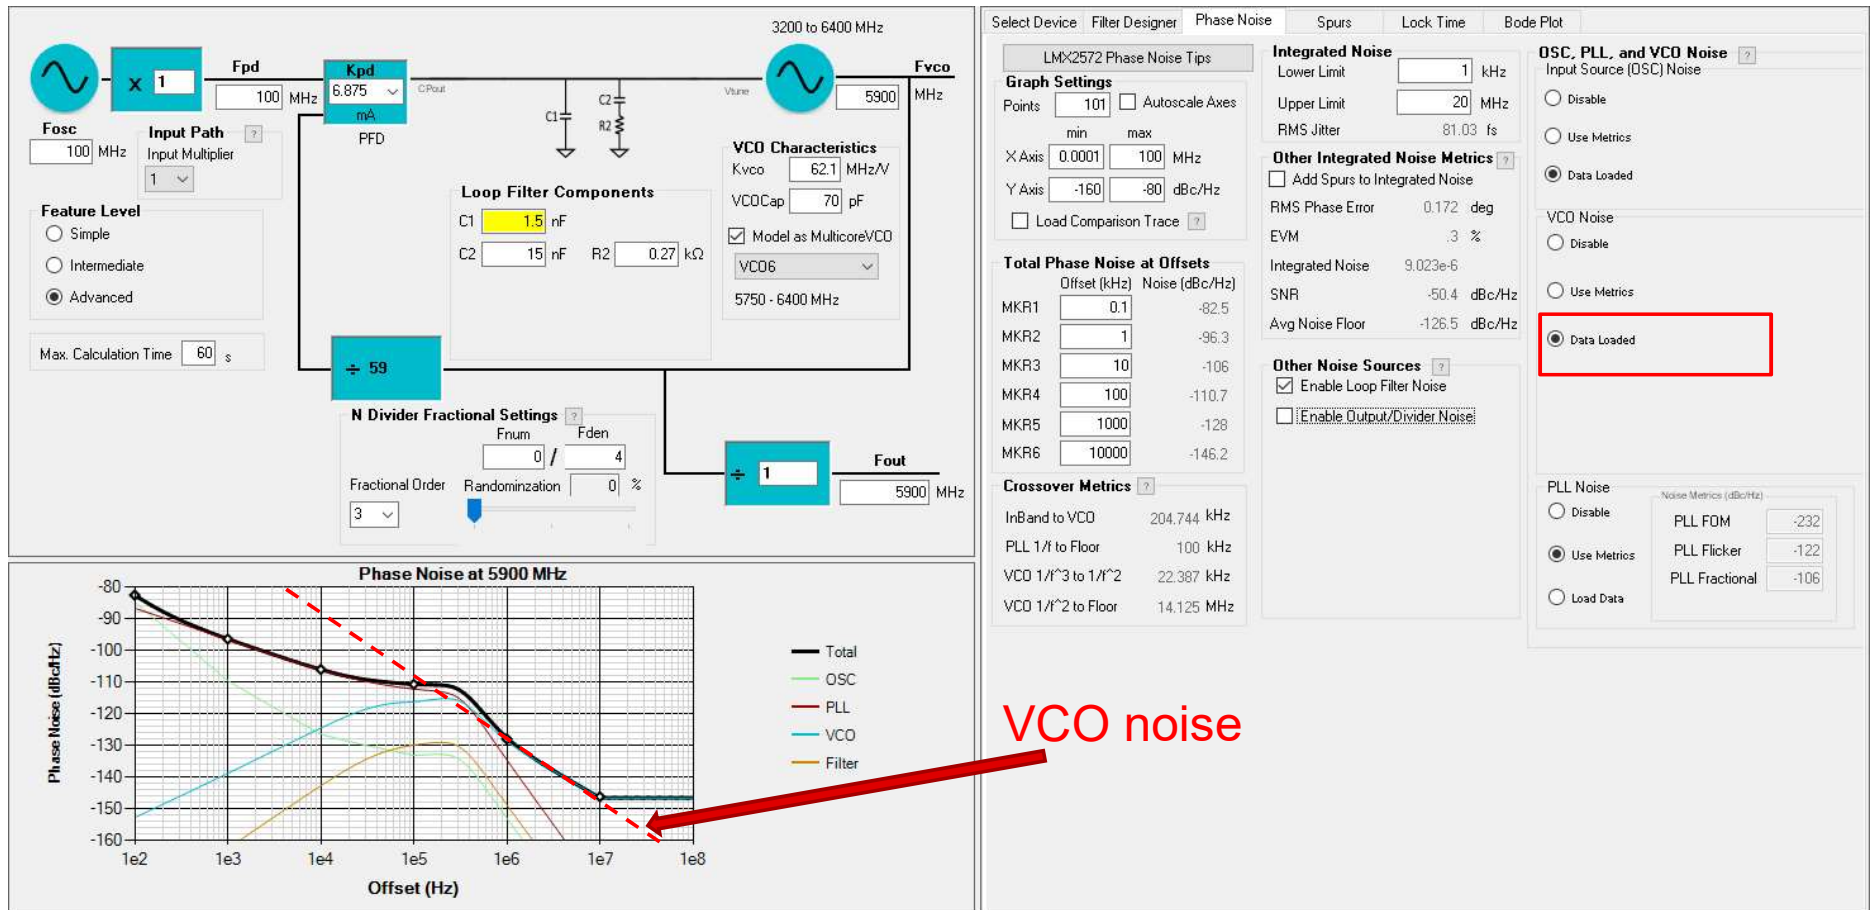 3200 to 6400 MHz
x 1
Fpd
100 MHz
Kpd
6.875
mA
PFD
CPout
C1
C2
R2
Vtune
Fvco
5900 MHz
Fosc
100 MHz
Input Path ?
Input Multiplier
1
Feature Level
Simple
Intermediate
Advanced
Max. Calculation Time 60 s
Loop Filter Components
C1 1.5 nF
C2 15 nF R2 0.27 kΩ
VCO Characteristics
Kvco 62.1 MHz/V
VCOCap 70 pF
Model as MulticoreVCO
VCO6
5750 - 6400 MHz
÷ 59
N Divider Fractional Settings ?
Fnum Fden
0 / 4
Fractional Order Randominzation 0 %
3
÷ 1
Fout
5900 MHz
Phase Noise at 5900 MHz
Phase Noise (dBc/Hz)
-80
-90
-100
-110
-120
-130
-140
-150
-160
1e2 1e3 1e4 1e5 1e6 1e7 1e8
Offset (Hz)
Total
OSC
PLL
VCO
Filter
VCO noise
Select Device Filter Designer Phase Noise Spurs Lock Time Bode Plot
LMX2572 Phase Noise Tips
Graph Settings
Points 101 Autoscale Axes
min max
X Axis 0.0001 100 MHz
Y Axis -160 -80 dBc/Hz
Load Comparison Trace ?
Total Phase Noise at Offsets
Offset (kHz) Noise (dBc/Hz)
MKR1 0.1 -82.5
MKR2 1 -96.3
MKR3 10 -106
MKR4 100 -110.7
MKR5 1000 -128
MKR6 10000 -146.2
Crossover Metrics ?
InBand to VCO 204.744 kHz
PLL 1/f to Floor 100 kHz
VCO 1/f^3 to 1/f^2 22.387 kHz
VCO 1/f^2 to Floor 14.125 MHz
Integrated Noise
Lower Limit 1 kHz
Upper Limit 20 MHz
RMS Jitter 81.03 fs
Other Integrated Noise Metrics ?
Add Spurs to Integrated Noise
RMS Phase Error 0.172 deg
EVM .3 %
Integrated Noise 9.023e-6
SNR -50.4 dBc/Hz
Avg Noise Floor -126.5 dBc/Hz
Other Noise Sources ?
Enable Loop Filter Noise
Enable Output/Divider Noise
OSC, PLL, and VCO Noise ?
Input Source (OSC) Noise
Disable
Use Metrics
Data Loaded
VCO Noise
Disable
Use Metrics
Data Loaded
PLL Noise
Disable
Use Metrics
Load Data
Noise Metrics (dBc/Hz)
PLL FOM -232
PLL Flicker -122
PLL Fractional -106